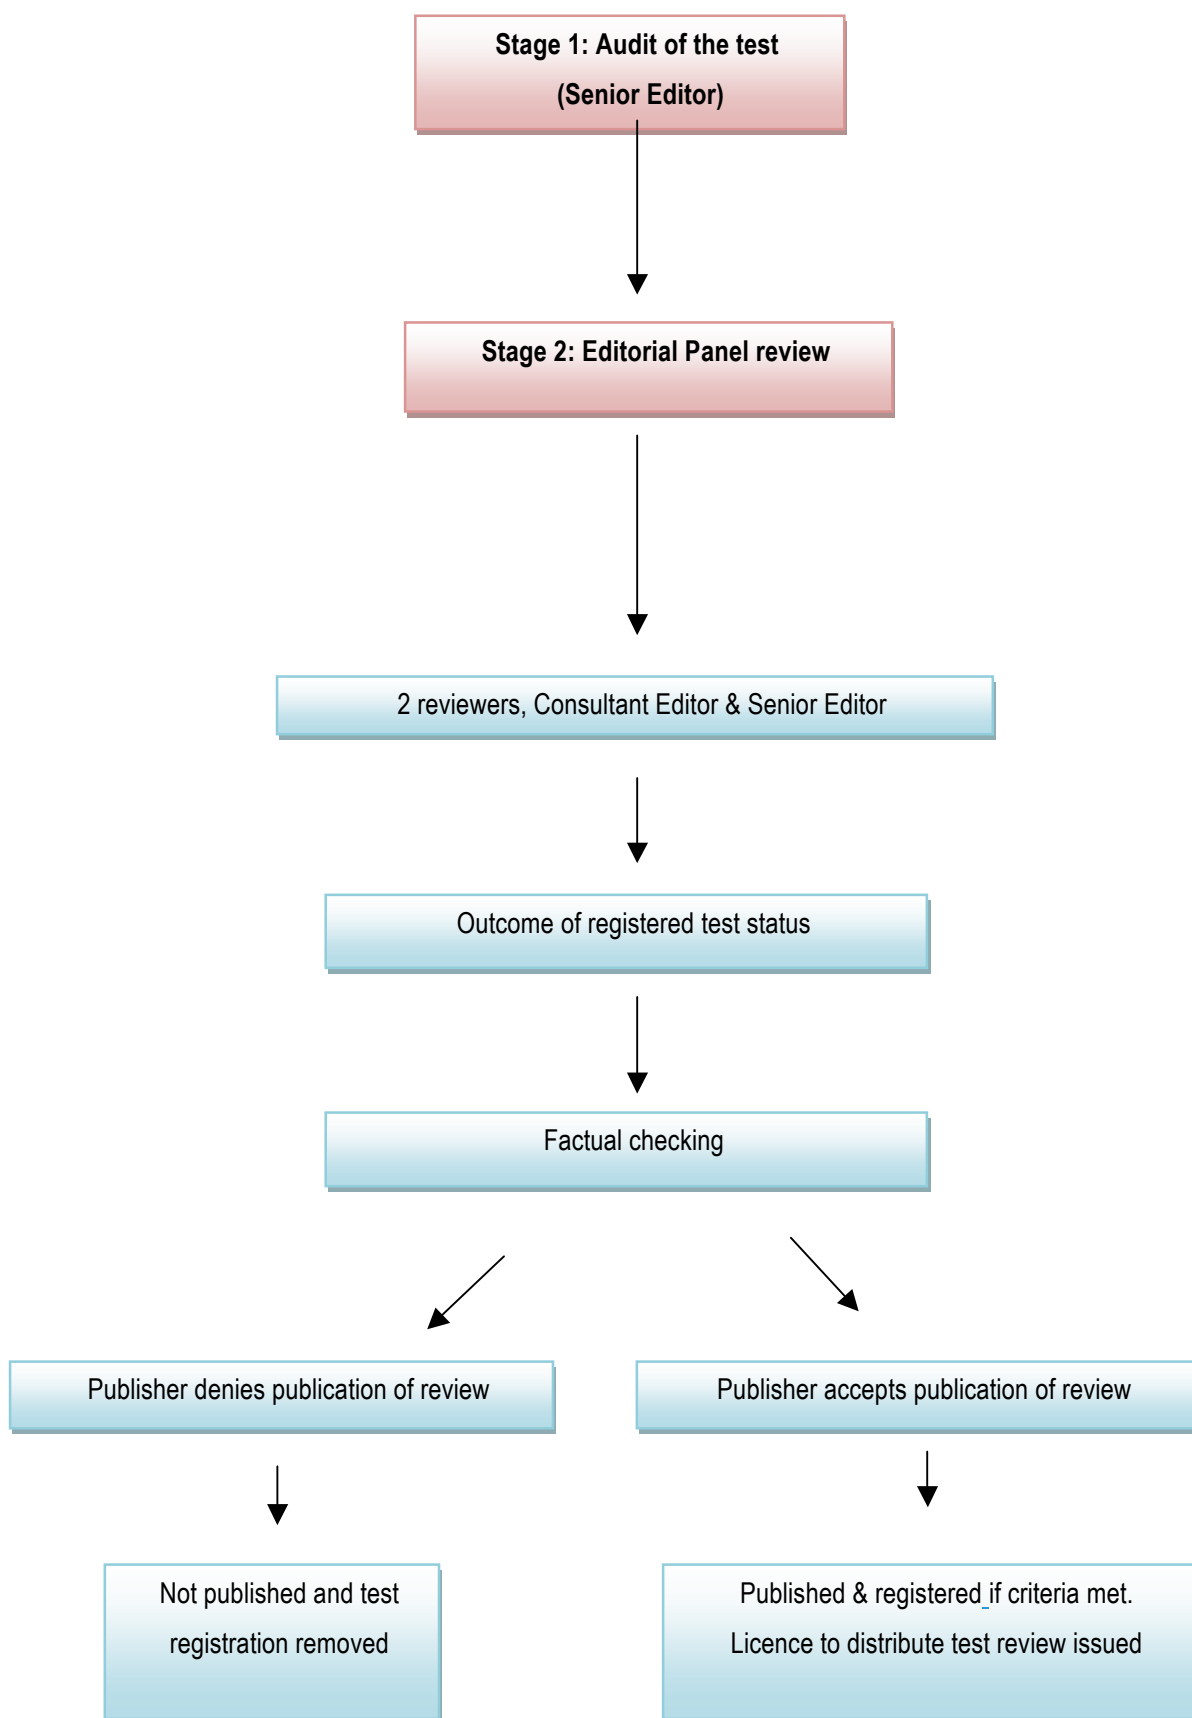 Stage 1: Audit of the test
(Senior Editor)
Stage 2: Editorial Panel review
2 reviewers, Consultant Editor & Senior Editor
Outcome of registered test status
Factual checking
Publisher denies publication of review
Publisher accepts publication of review
Not published and test
registration removed
Published & registered if criteria met.
Licence to distribute test review issued